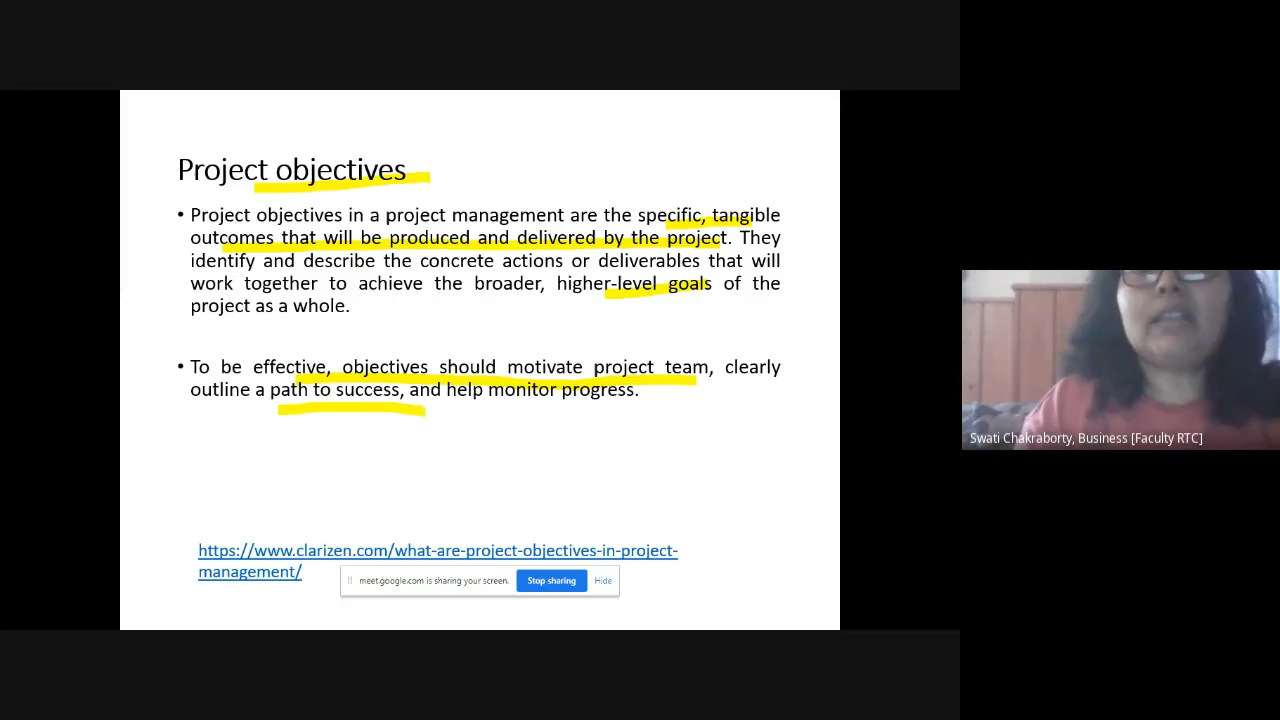 Project objectives
• Project objectives in a project management are the specific, tangible
outcomes that will be produced and delivered by the project. They
identify and describe the concrete actions or deliverables that will
work together to achieve the broader, higher-level goals of the
project as a whole.
• To be effective, objectives should motivate project team, clearly
outline a path to success, and help monitor progress.
Swati Chakraborty, Business [Faculty RTC]
https://www.clarizen.com/what-are-project-objectives-in-project-
management/
meet.google.com is sharing your screen. Stop sharing Hide